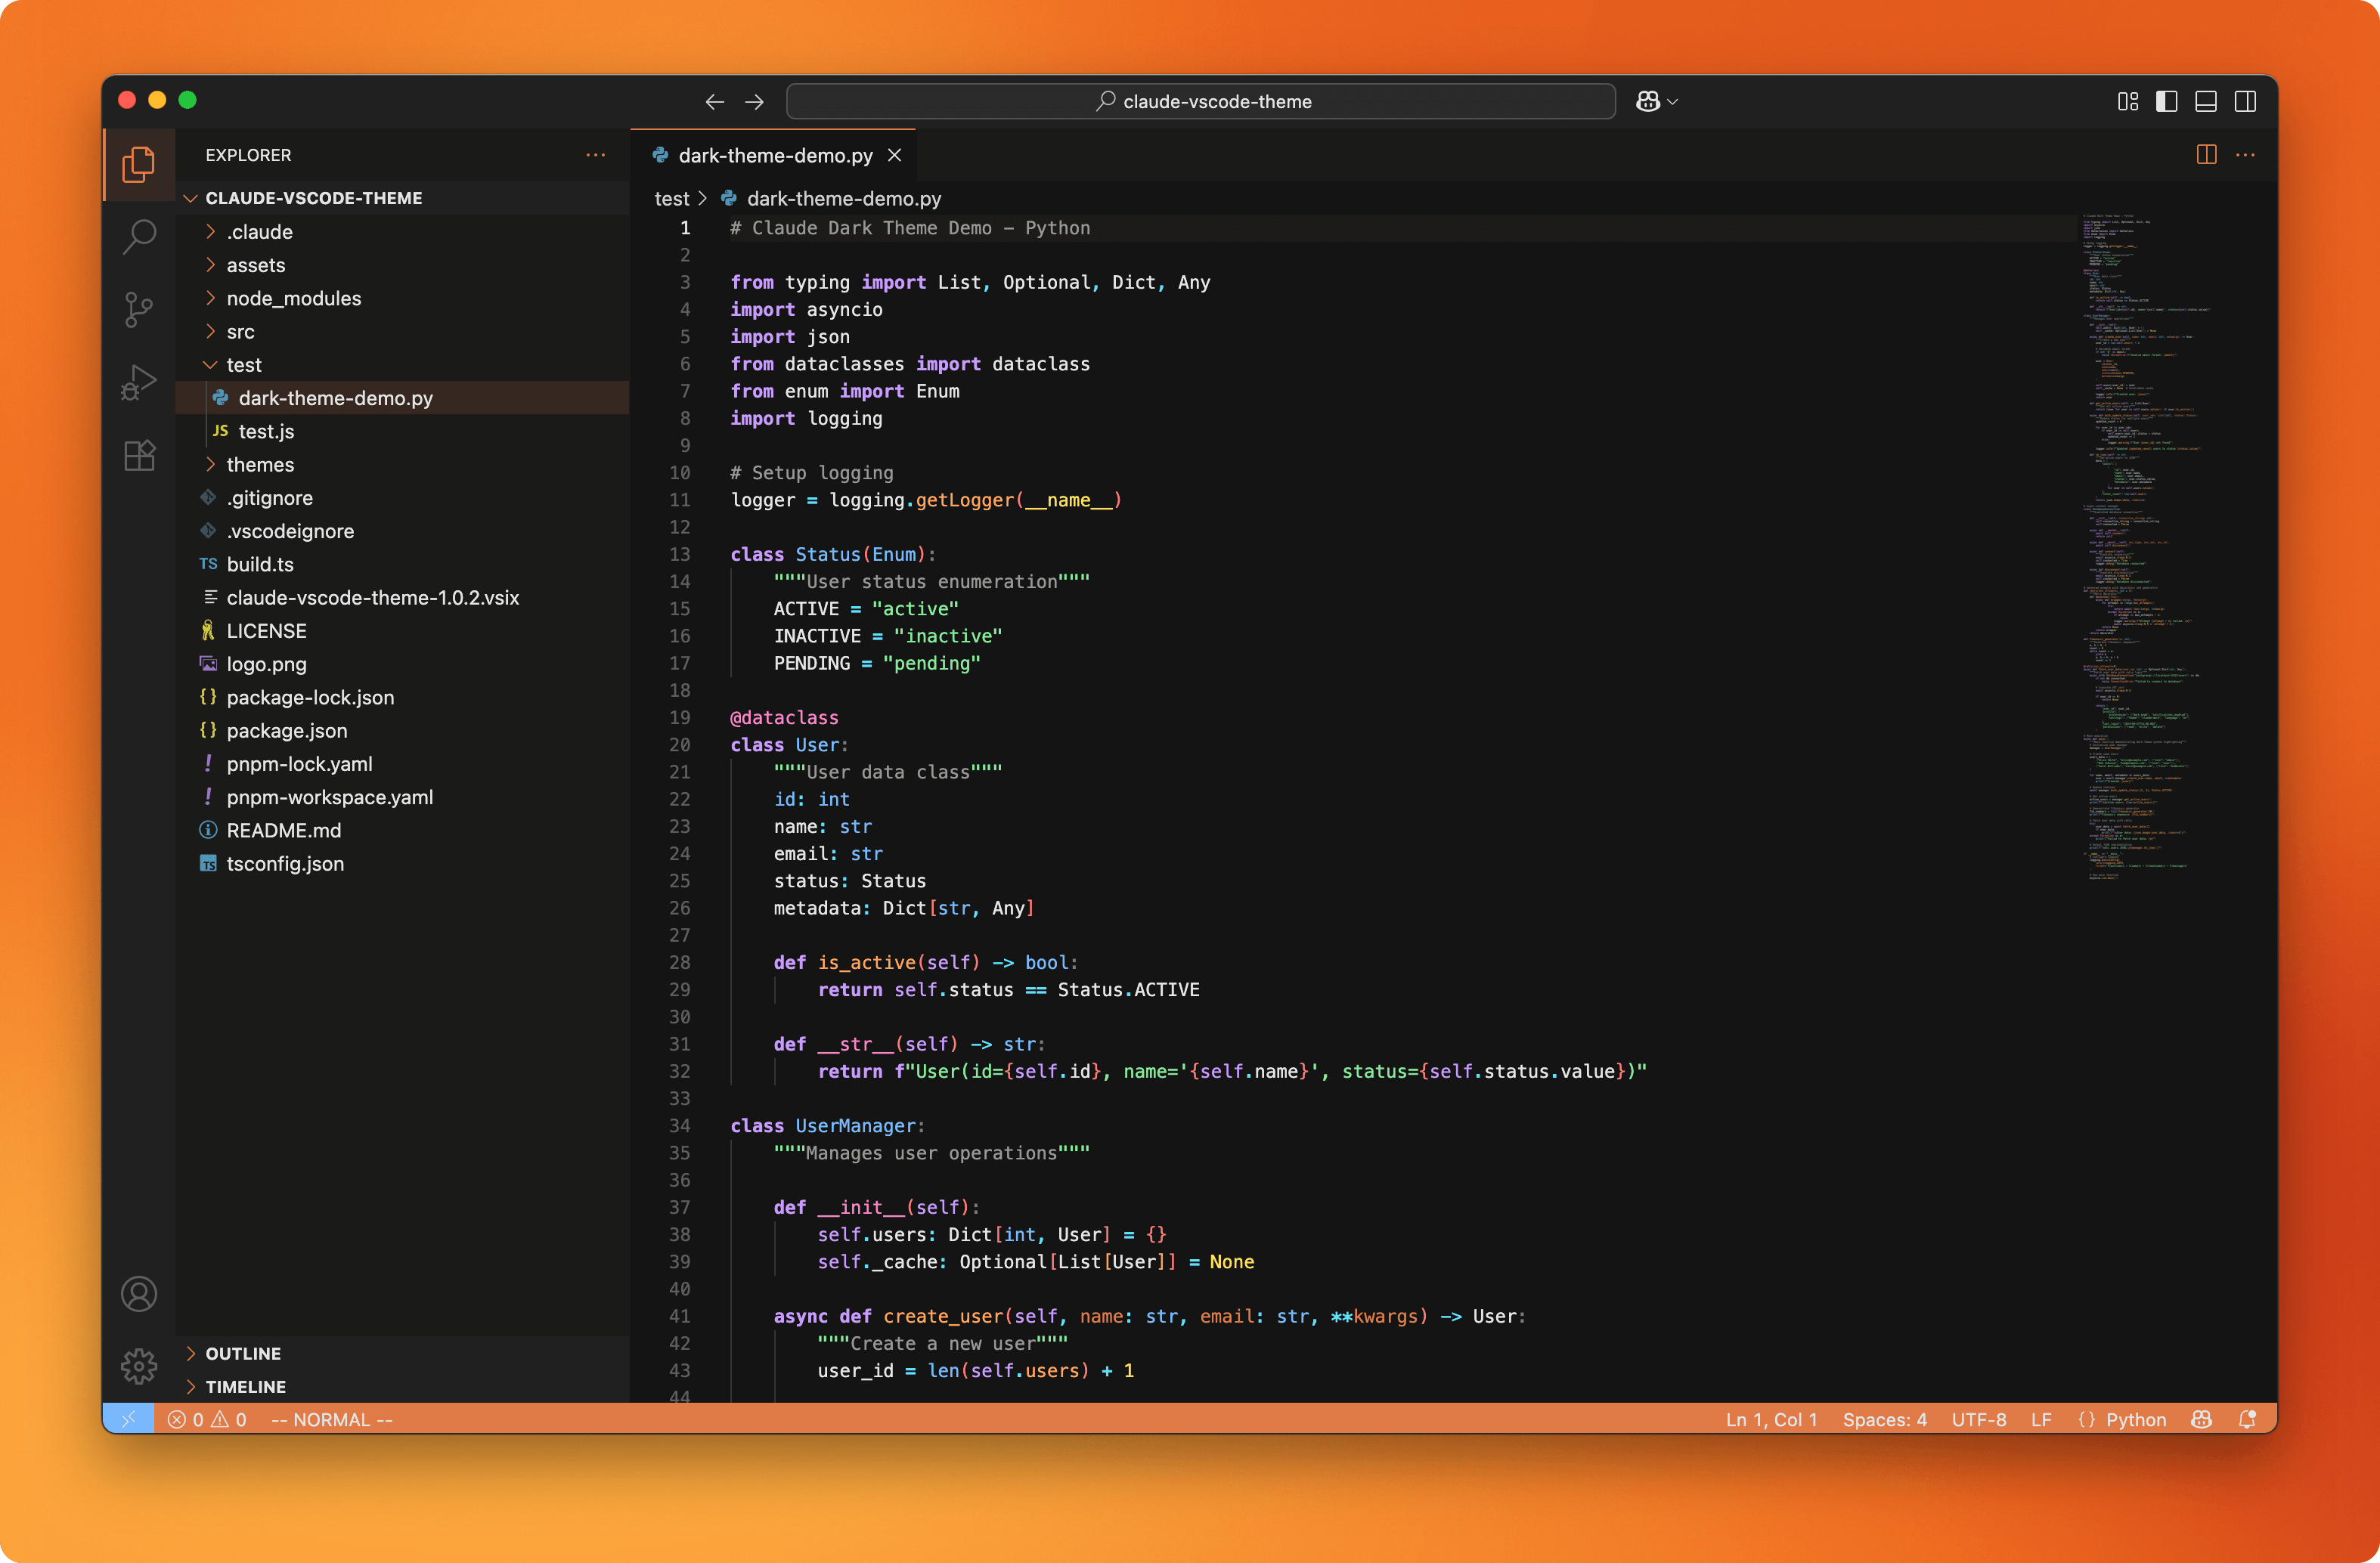 claude-vscode-theme
EXPLORER
CLAUDE-VSCODE-THEME
.claude
assets
node_modules
src
test
dark-theme-demo.py
JS test.js
themes
.gitignore
.vscodeignore
TS build.ts
claude-vscode-theme-1.0.2.vsix
LICENSE
logo.png
{} package-lock.json
{} package.json
! pnpm-lock.yaml
! pnpm-workspace.yaml
README.md
TS tsconfig.json
OUTLINE
TIMELINE
dark-theme-demo.py
test > dark-theme-demo.py
1 # Claude Dark Theme Demo - Python
2
3 from typing import List, Optional, Dict, Any
4 import asyncio
5 import json
6 from dataclasses import dataclass
7 from enum import Enum
8 import logging
9
10 # Setup logging
11 logger = logging.getLogger(__name__)
12
13 class Status(Enum):
14     """User status enumeration"""
15     ACTIVE = "active"
16     INACTIVE = "inactive"
17     PENDING = "pending"
18
19 @dataclass
20 class User:
21     """User data class"""
22     id: int
23     name: str
24     email: str
25     status: Status
26     metadata: Dict[str, Any]
27
28     def is_active(self) -> bool:
29         return self.status == Status.ACTIVE
30
31     def __str__(self) -> str:
32         return f"User(id={self.id}, name='{self.name}', status={self.status.value})"
33
34 class UserManager:
35     """Manages user operations"""
36
37     def __init__(self):
38         self.users: Dict[int, User] = {}
39         self._cache: Optional[List[User]] = None
40
41     async def create_user(self, name: str, email: str, **kwargs) -> User:
42         """Create a new user"""
43         user_id = len(self.users) + 1
44
0 0 -- NORMAL --
Ln 1, Col 1 Spaces: 4 UTF-8 LF {} Python